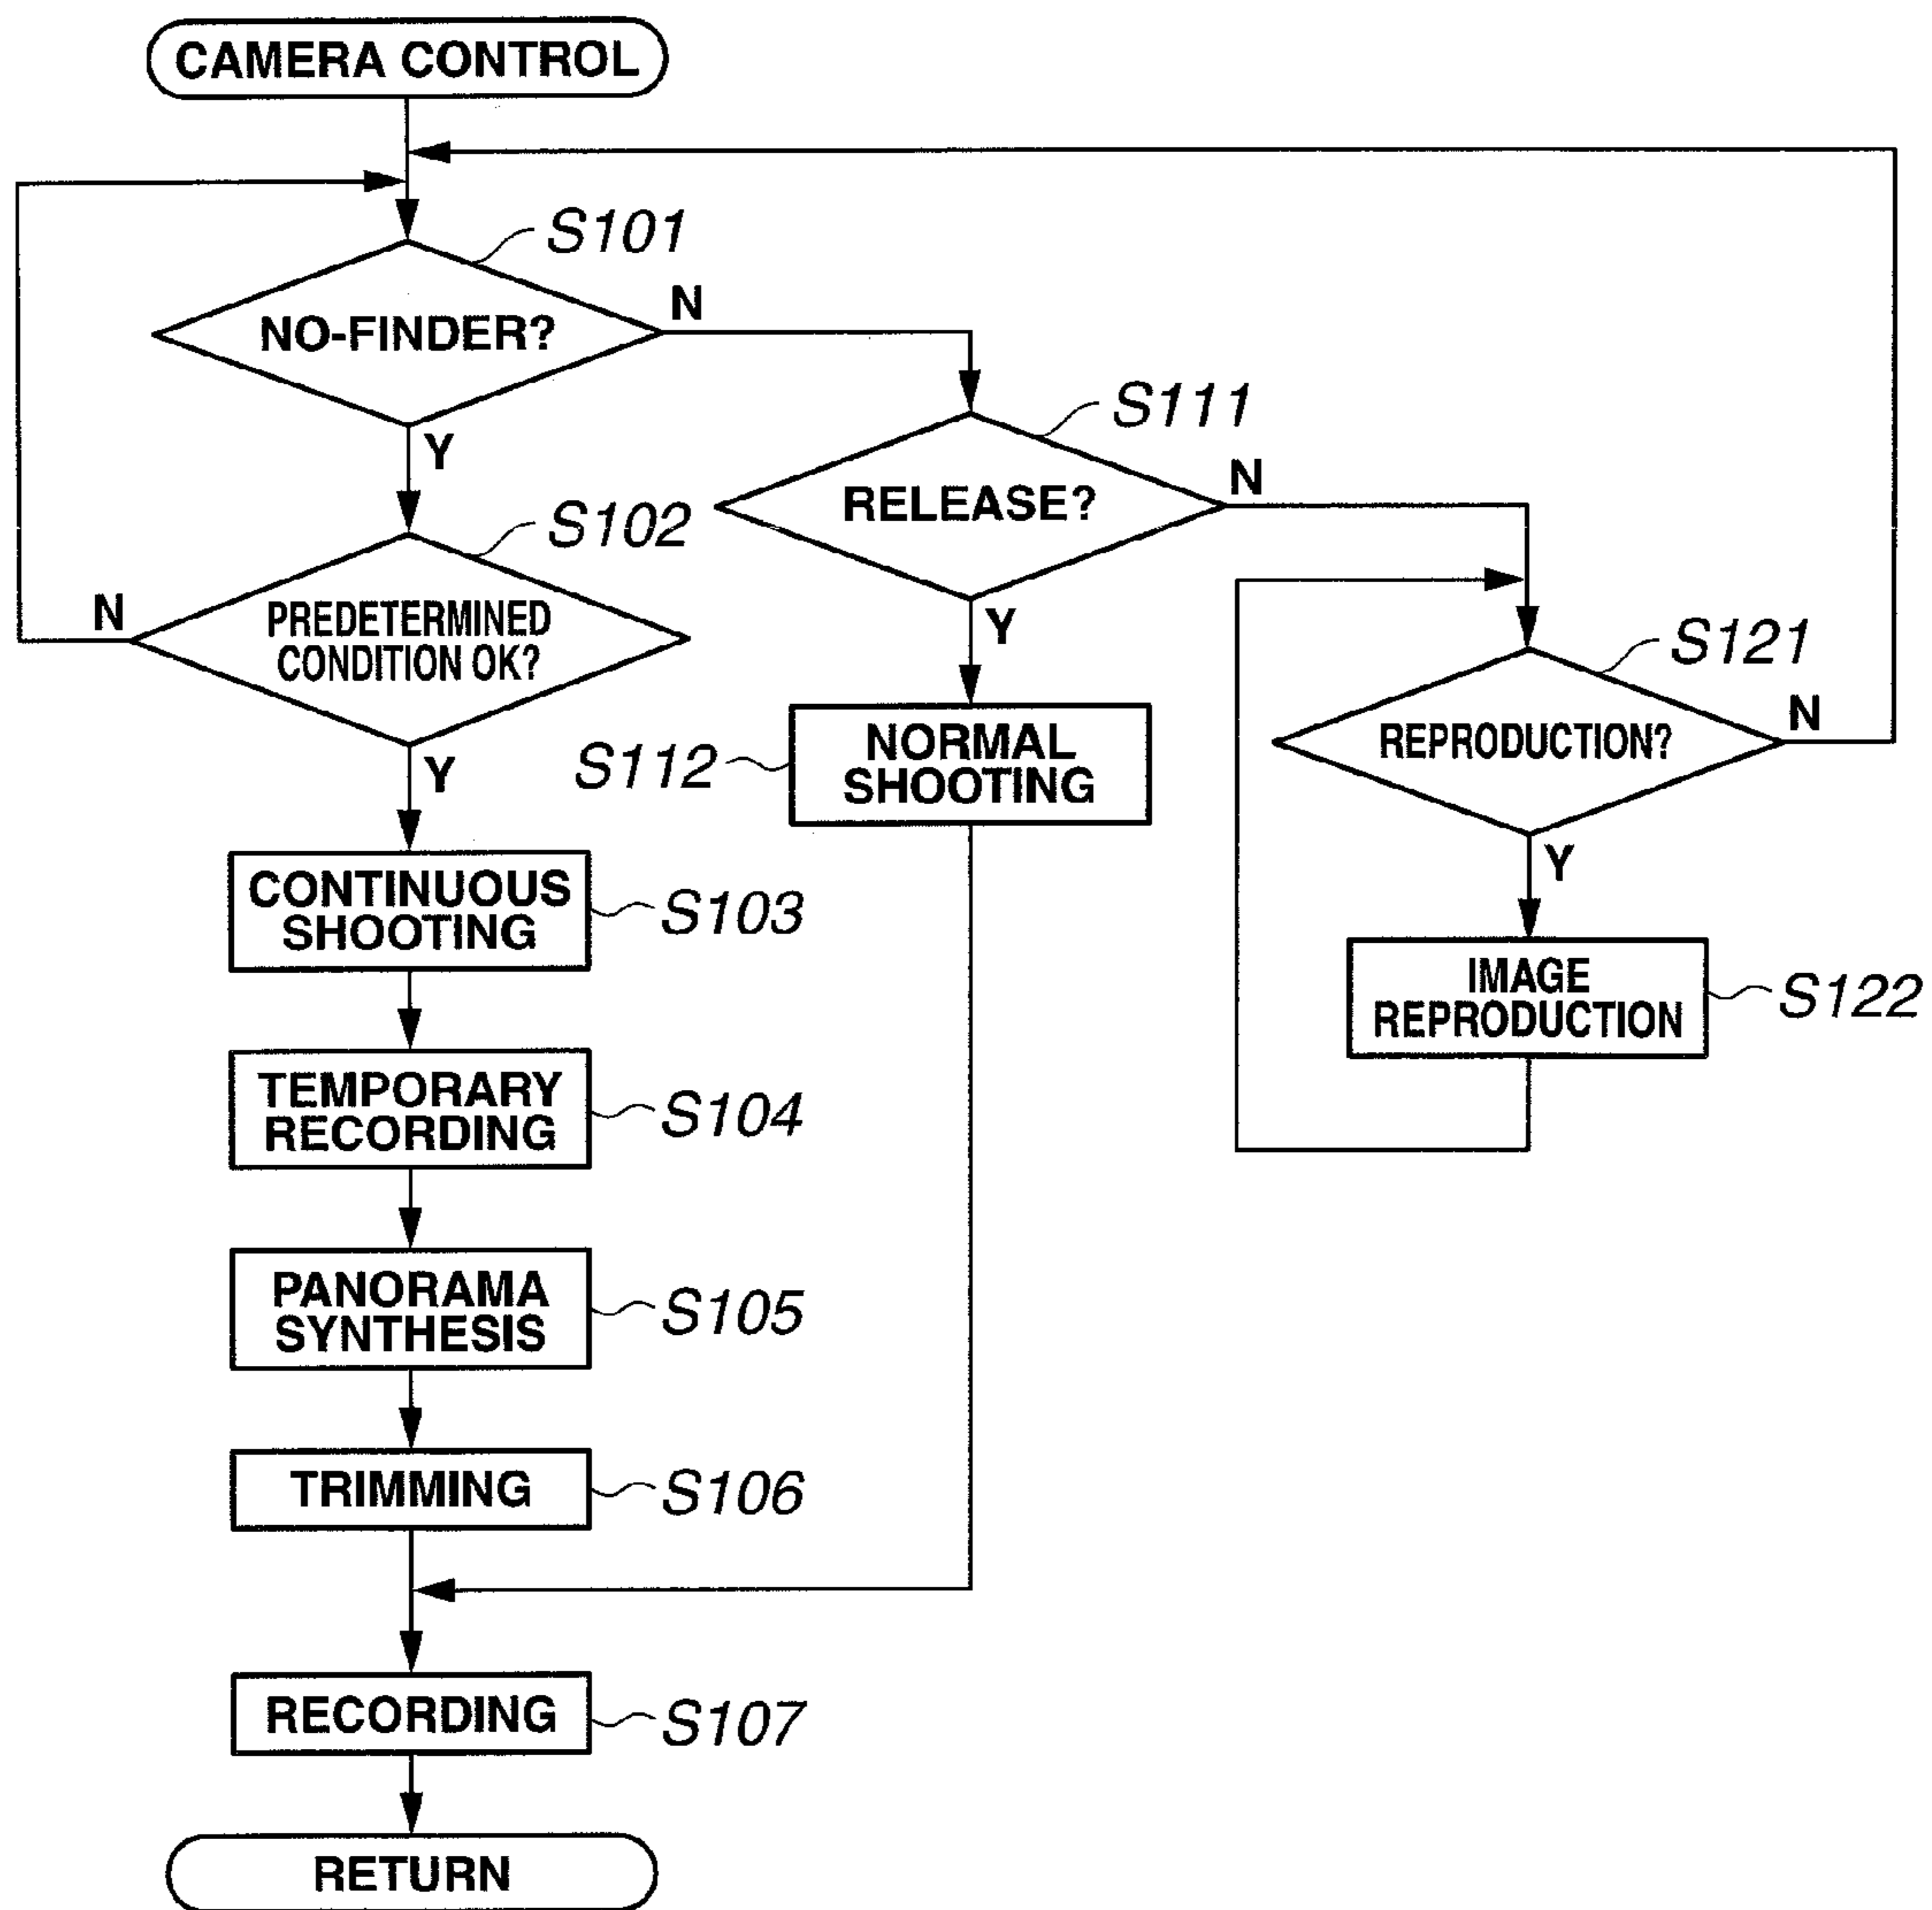 CAMERA CONTROL
S101
NO-FINDER?
N
Y
S111
RELEASE?
N
Y
S102
PREDETERMINED
CONDITION OK?
N
Y
S112
NORMAL
SHOOTING
S121
REPRODUCTION?
N
Y
IMAGE
REPRODUCTION
S122
CONTINUOUS
SHOOTING
S103
TEMPORARY
RECORDING
S104
PANORAMA
SYNTHESIS
S105
TRIMMING
S106
RECORDING
S107
RETURN